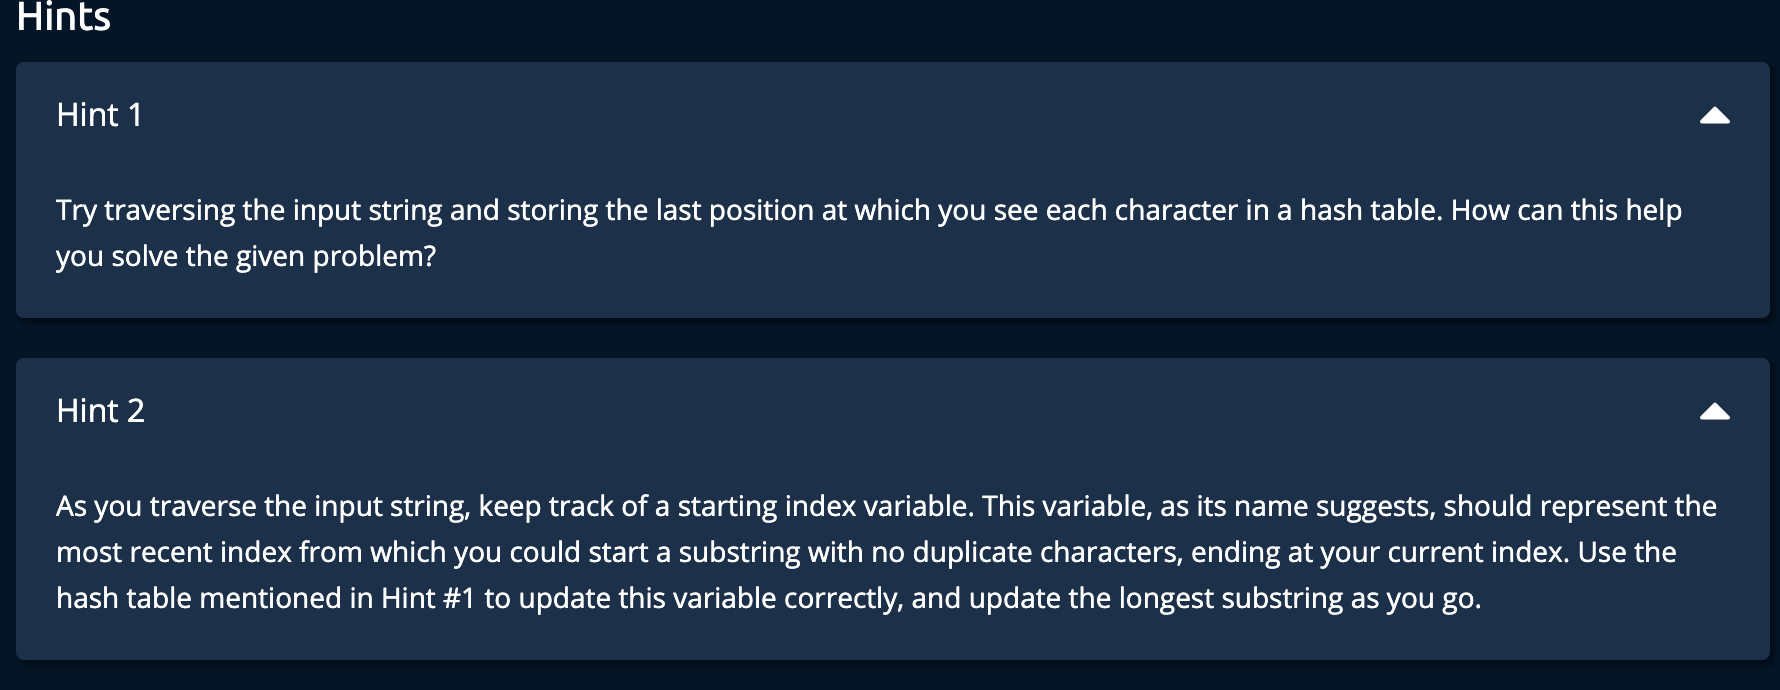 Hints
Hint 1
Try traversing the input string and storing the last position at which you see each character in a hash table. How can this help
you solve the given problem?
Hint 2
As you traverse the input string, keep track of a starting index variable. This variable, as its name suggests, should represent the
most recent index from which you could start a substring with no duplicate characters, ending at your current index. Use the
hash table mentioned in Hint #1 to update this variable correctly, and update the longest substring as you go.